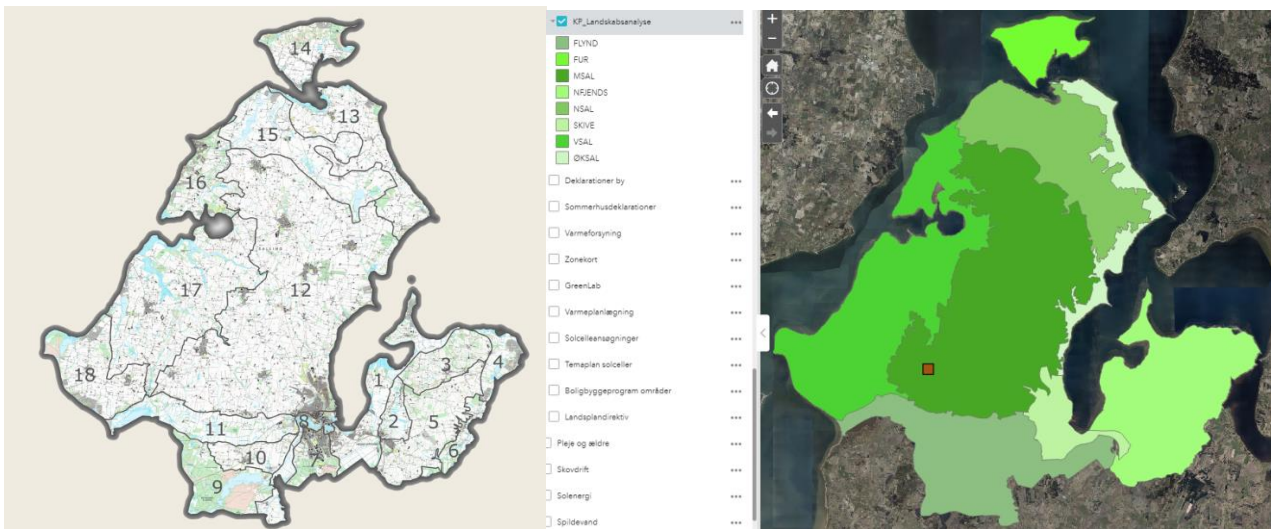 14
13
15
16
17
12
18
3
4
1
2
5
11
8
10
7
6
9
KP_Landskabsanalyse
FLYND
FUR
MSAL
NFJENDS
NSAL
SKIVE
VSAL
ØKSAL
Deklarationer by
Sommerhusdeklarationer
Varmeforsyning
Zonekort
GreenLab
Varmeplanlægning
Solcelleansøgninger
Temaplan solceller
Boligbyggeprogram områder
Landsplandirektiv
Pleje og ældre
Skovdrift
Solenergi
Spildevand